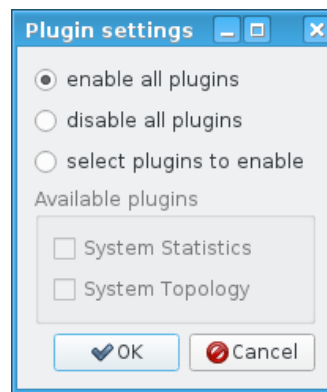 Plugin settings
enable all plugins
disable all plugins
select plugins to enable
Available plugins
System Statistics
System Topology
OK Cancel